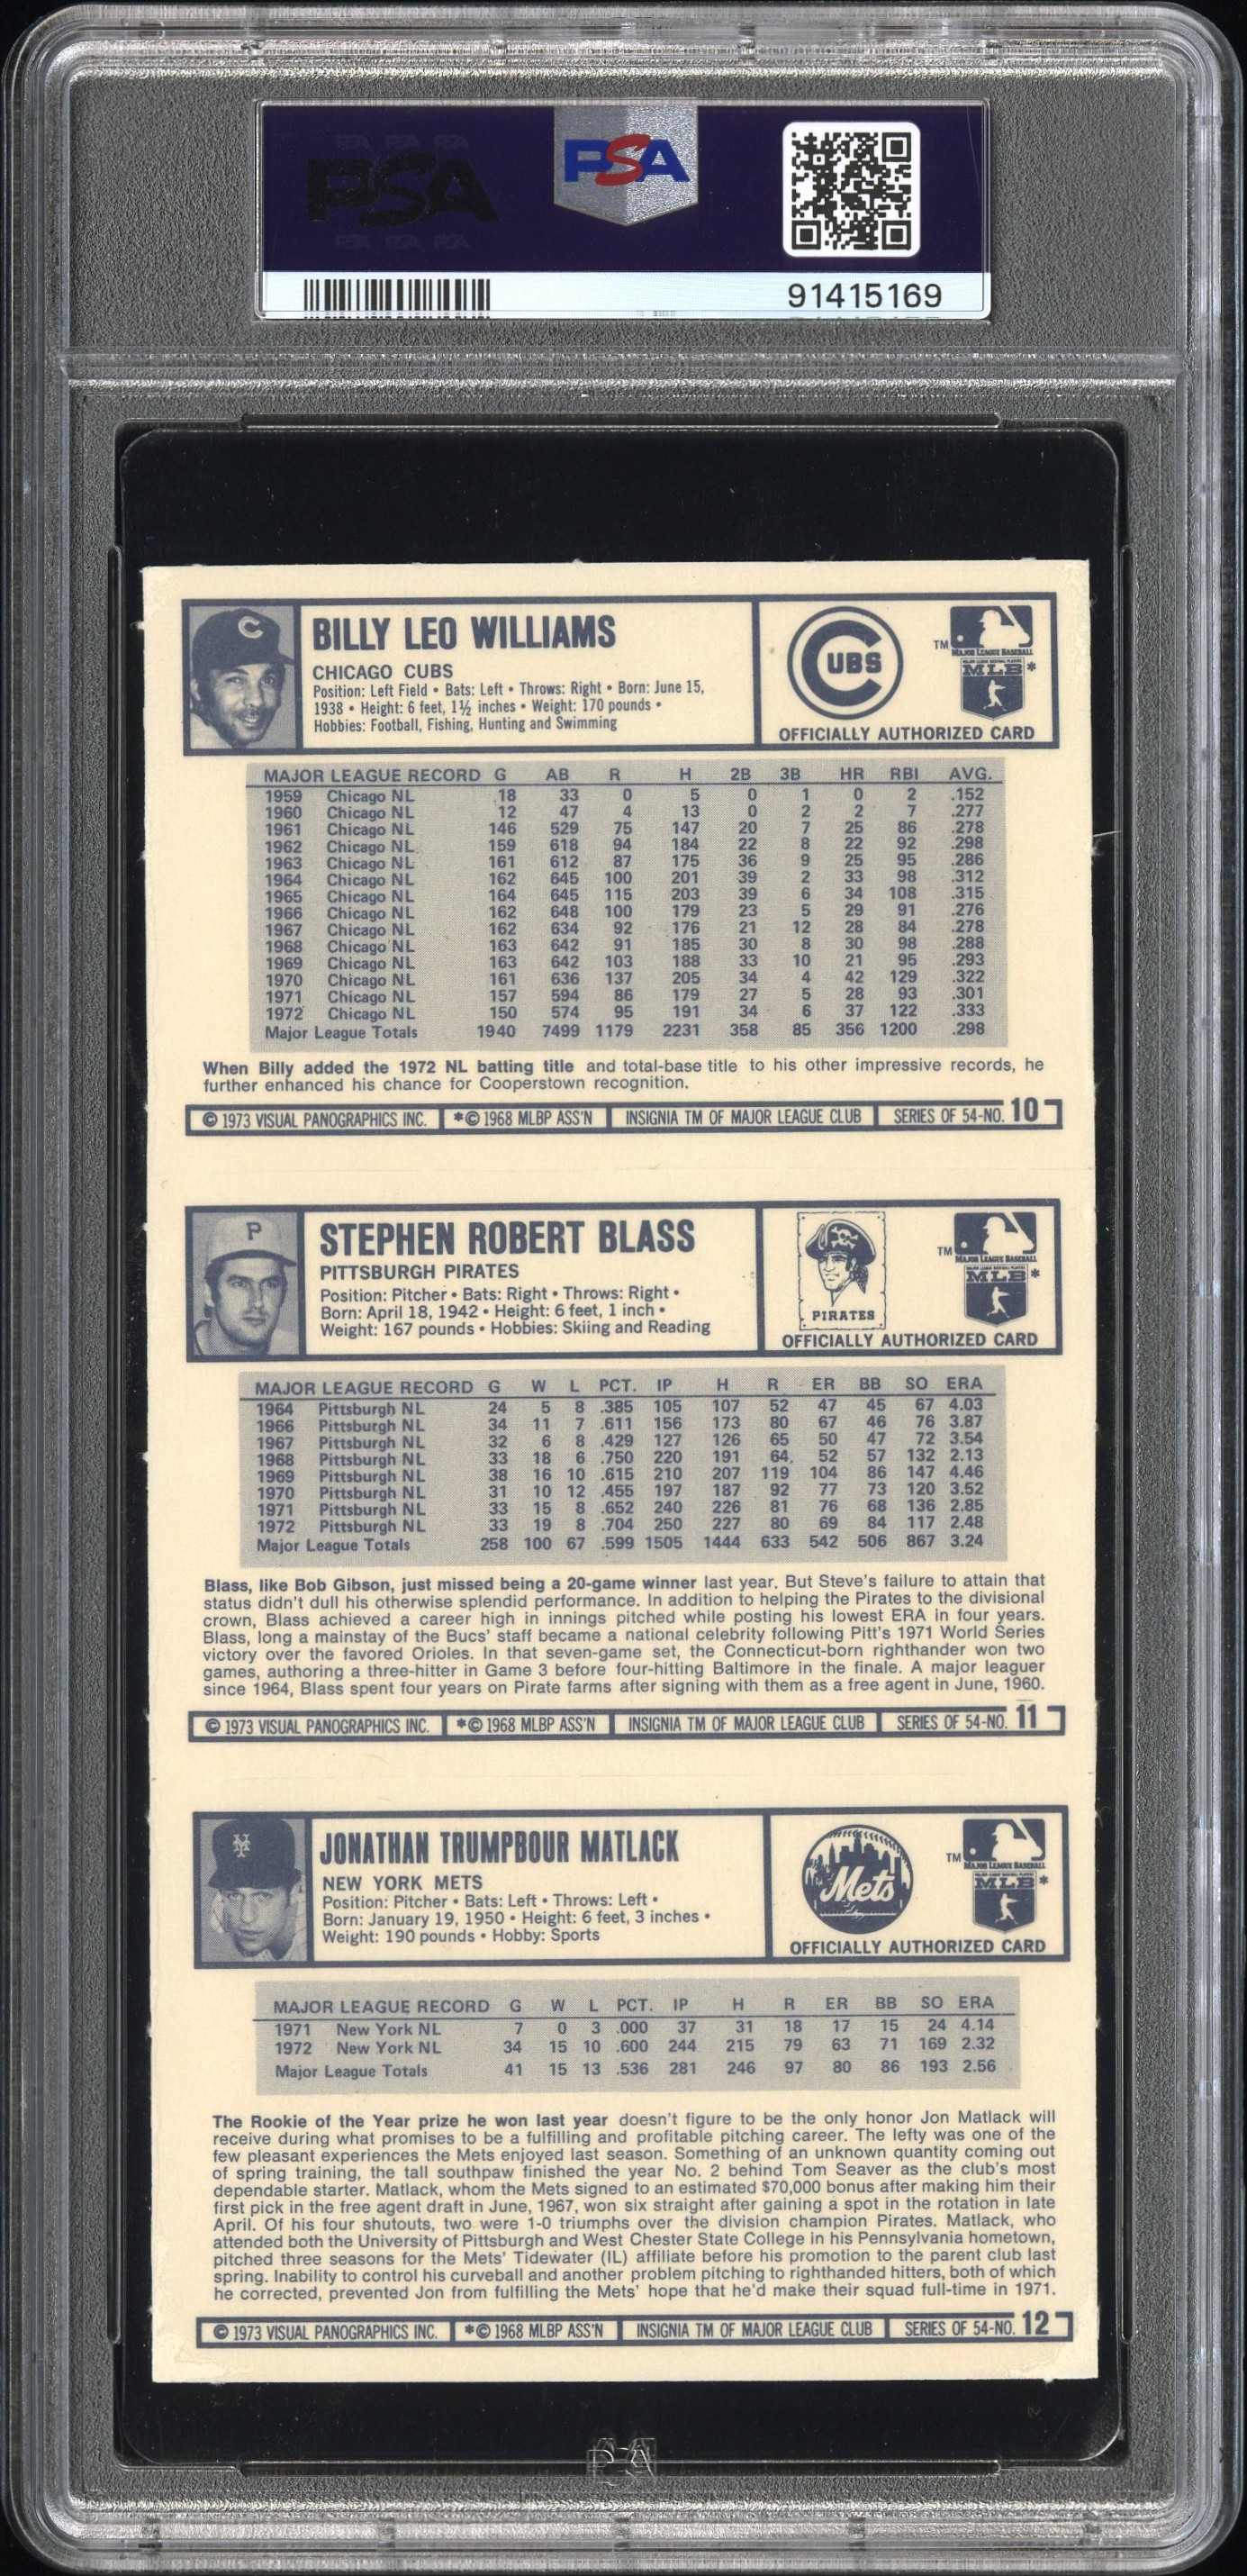 PSA PSA PSA
PSA
PSA PSA PSA
PSA
91415169
C
BILLY LEO WILLIAMS
CHICAGO CUBS
Position: Left Field • Bats: Left • Throws: Right • Born: June 15,
1938 • Height: 6 feet, 1½ inches • Weight: 170 pounds •
Hobbies: Football, Fishing, Hunting and Swimming
CUBS
TM
MAJOR LEAGUE BASEBALL
MLB *
OFFICIALLY AUTHORIZED CARD
MAJOR LEAGUE RECORD G AB R H 2B 3B HR RBI AVG.
1959 Chicago NL 18 33 0 5 0 1 0 2 .152
1960 Chicago NL 12 47 4 13 0 2 2 7 .277
1961 Chicago NL 146 529 75 147 20 7 25 86 .278
1962 Chicago NL 159 618 94 184 22 8 22 92 .298
1963 Chicago NL 161 612 87 175 36 9 25 95 .286
1964 Chicago NL 162 645 100 201 39 2 33 98 .312
1965 Chicago NL 164 645 115 203 39 6 34 108 .315
1966 Chicago NL 162 648 100 179 23 5 29 91 .276
1967 Chicago NL 162 634 92 176 21 12 28 84 .278
1968 Chicago NL 163 642 91 185 30 8 30 98 .288
1969 Chicago NL 163 642 103 188 33 10 21 95 .293
1970 Chicago NL 161 636 137 205 34 4 42 129 .322
1971 Chicago NL 157 594 86 179 27 5 28 93 .301
1972 Chicago NL 150 574 95 191 34 6 37 122 .333
Major League Totals 1940 7499 1179 2231 358 85 356 1200 .298
When Billy added the 1972 NL batting title and total-base title to his other impressive records, he
further enhanced his chance for Cooperstown recognition.
© 1973 VISUAL PANOGRAPHICS INC. *© 1968 MLBP ASS'N INSIGNIA TM OF MAJOR LEAGUE CLUB SERIES OF 54-NO. 10
P
STEPHEN ROBERT BLASS
PITTSBURGH PIRATES
Position: Pitcher • Bats: Right • Throws: Right •
Born: April 18, 1942 • Height: 6 feet, 1 inch •
Weight: 167 pounds • Hobbies: Skiing and Reading
PIRATES
TM
MAJOR LEAGUE BASEBALL
MLB *
OFFICIALLY AUTHORIZED CARD
MAJOR LEAGUE RECORD G W L PCT. IP H R ER BB SO ERA
1964 Pittsburgh NL 24 5 8 .385 105 107 52 47 45 67 4.03
1966 Pittsburgh NL 34 11 7 .611 156 173 80 67 46 76 3.87
1967 Pittsburgh NL 32 6 8 .429 127 126 65 50 47 72 3.54
1968 Pittsburgh NL 33 18 6 .750 220 191 64 52 57 132 2.13
1969 Pittsburgh NL 38 16 10 .615 210 207 119 104 86 147 4.46
1970 Pittsburgh NL 31 10 12 .455 197 187 92 77 73 120 3.52
1971 Pittsburgh NL 33 15 8 .652 240 226 81 76 68 136 2.85
1972 Pittsburgh NL 33 19 8 .704 250 227 80 69 84 117 2.48
Major League Totals 258 100 67 .599 1505 1444 633 542 506 867 3.24
Blass, like Bob Gibson, just missed being a 20-game winner last year. But Steve's failure to attain that
status didn't dull his otherwise splendid performance. In addition to helping the Pirates to the divisional
crown, Blass achieved a career high in innings pitched while posting his lowest ERA in four years.
Blass, long a mainstay of the Bucs' staff became a national celebrity following Pitt's 1971 World Series
victory over the favored Orioles. In that seven-game set, the Connecticut-born righthander won two
games, authoring a three-hitter in Game 3 before four-hitting Baltimore in the finale. A major leaguer
since 1964, Blass spent four years on Pirate farms after signing with them as a free agent in June, 1960.
© 1973 VISUAL PANOGRAPHICS INC. *© 1968 MLBP ASS'N INSIGNIA TM OF MAJOR LEAGUE CLUB SERIES OF 54-NO. 11
NY
JONATHAN TRUMPBOUR MATLACK
NEW YORK METS
Position: Pitcher • Bats: Left • Throws: Left •
Born: January 19, 1950 • Height: 6 feet, 3 inches •
Weight: 190 pounds • Hobby: Sports
Mets
TM
MAJOR LEAGUE BASEBALL
MLB *
OFFICIALLY AUTHORIZED CARD
MAJOR LEAGUE RECORD G W L PCT. IP H R ER BB SO ERA
1971 New York NL 7 0 3 .000 37 31 18 17 15 24 4.14
1972 New York NL 34 15 10 .600 244 215 79 63 71 169 2.32
Major League Totals 41 15 13 .536 281 246 97 80 86 193 2.56
The Rookie of the Year prize he won last year doesn't figure to be the only honor Jon Matlack will
receive during what promises to be a fulfilling and profitable pitching career. The lefty was one of the
few pleasant experiences the Mets enjoyed last season. Something of an unknown quantity coming out
of spring training, the tall southpaw finished the year No. 2 behind Tom Seaver as the club's most
dependable starter. Matlack, whom the Mets signed to an estimated $70,000 bonus after making him their
first pick in the free agent draft in June, 1967, won six straight after gaining a spot in the rotation in late
April. Of his four shutouts, two were 1-0 triumphs over the division champion Pirates. Matlack, who
attended both the University of Pittsburgh and West Chester State College in his Pennsylvania hometown,
pitched three seasons for the Mets' Tidewater (IL) affiliate before his promotion to the parent club last
spring. Inability to control his curveball and another problem pitching to righthanded hitters, both of which
he corrected, prevented Jon from fulfilling the Mets' hope that he'd make their squad full-time in 1971.
© 1973 VISUAL PANOGRAPHICS INC. *© 1968 MLBP ASS'N INSIGNIA TM OF MAJOR LEAGUE CLUB SERIES OF 54-NO. 12
PSA